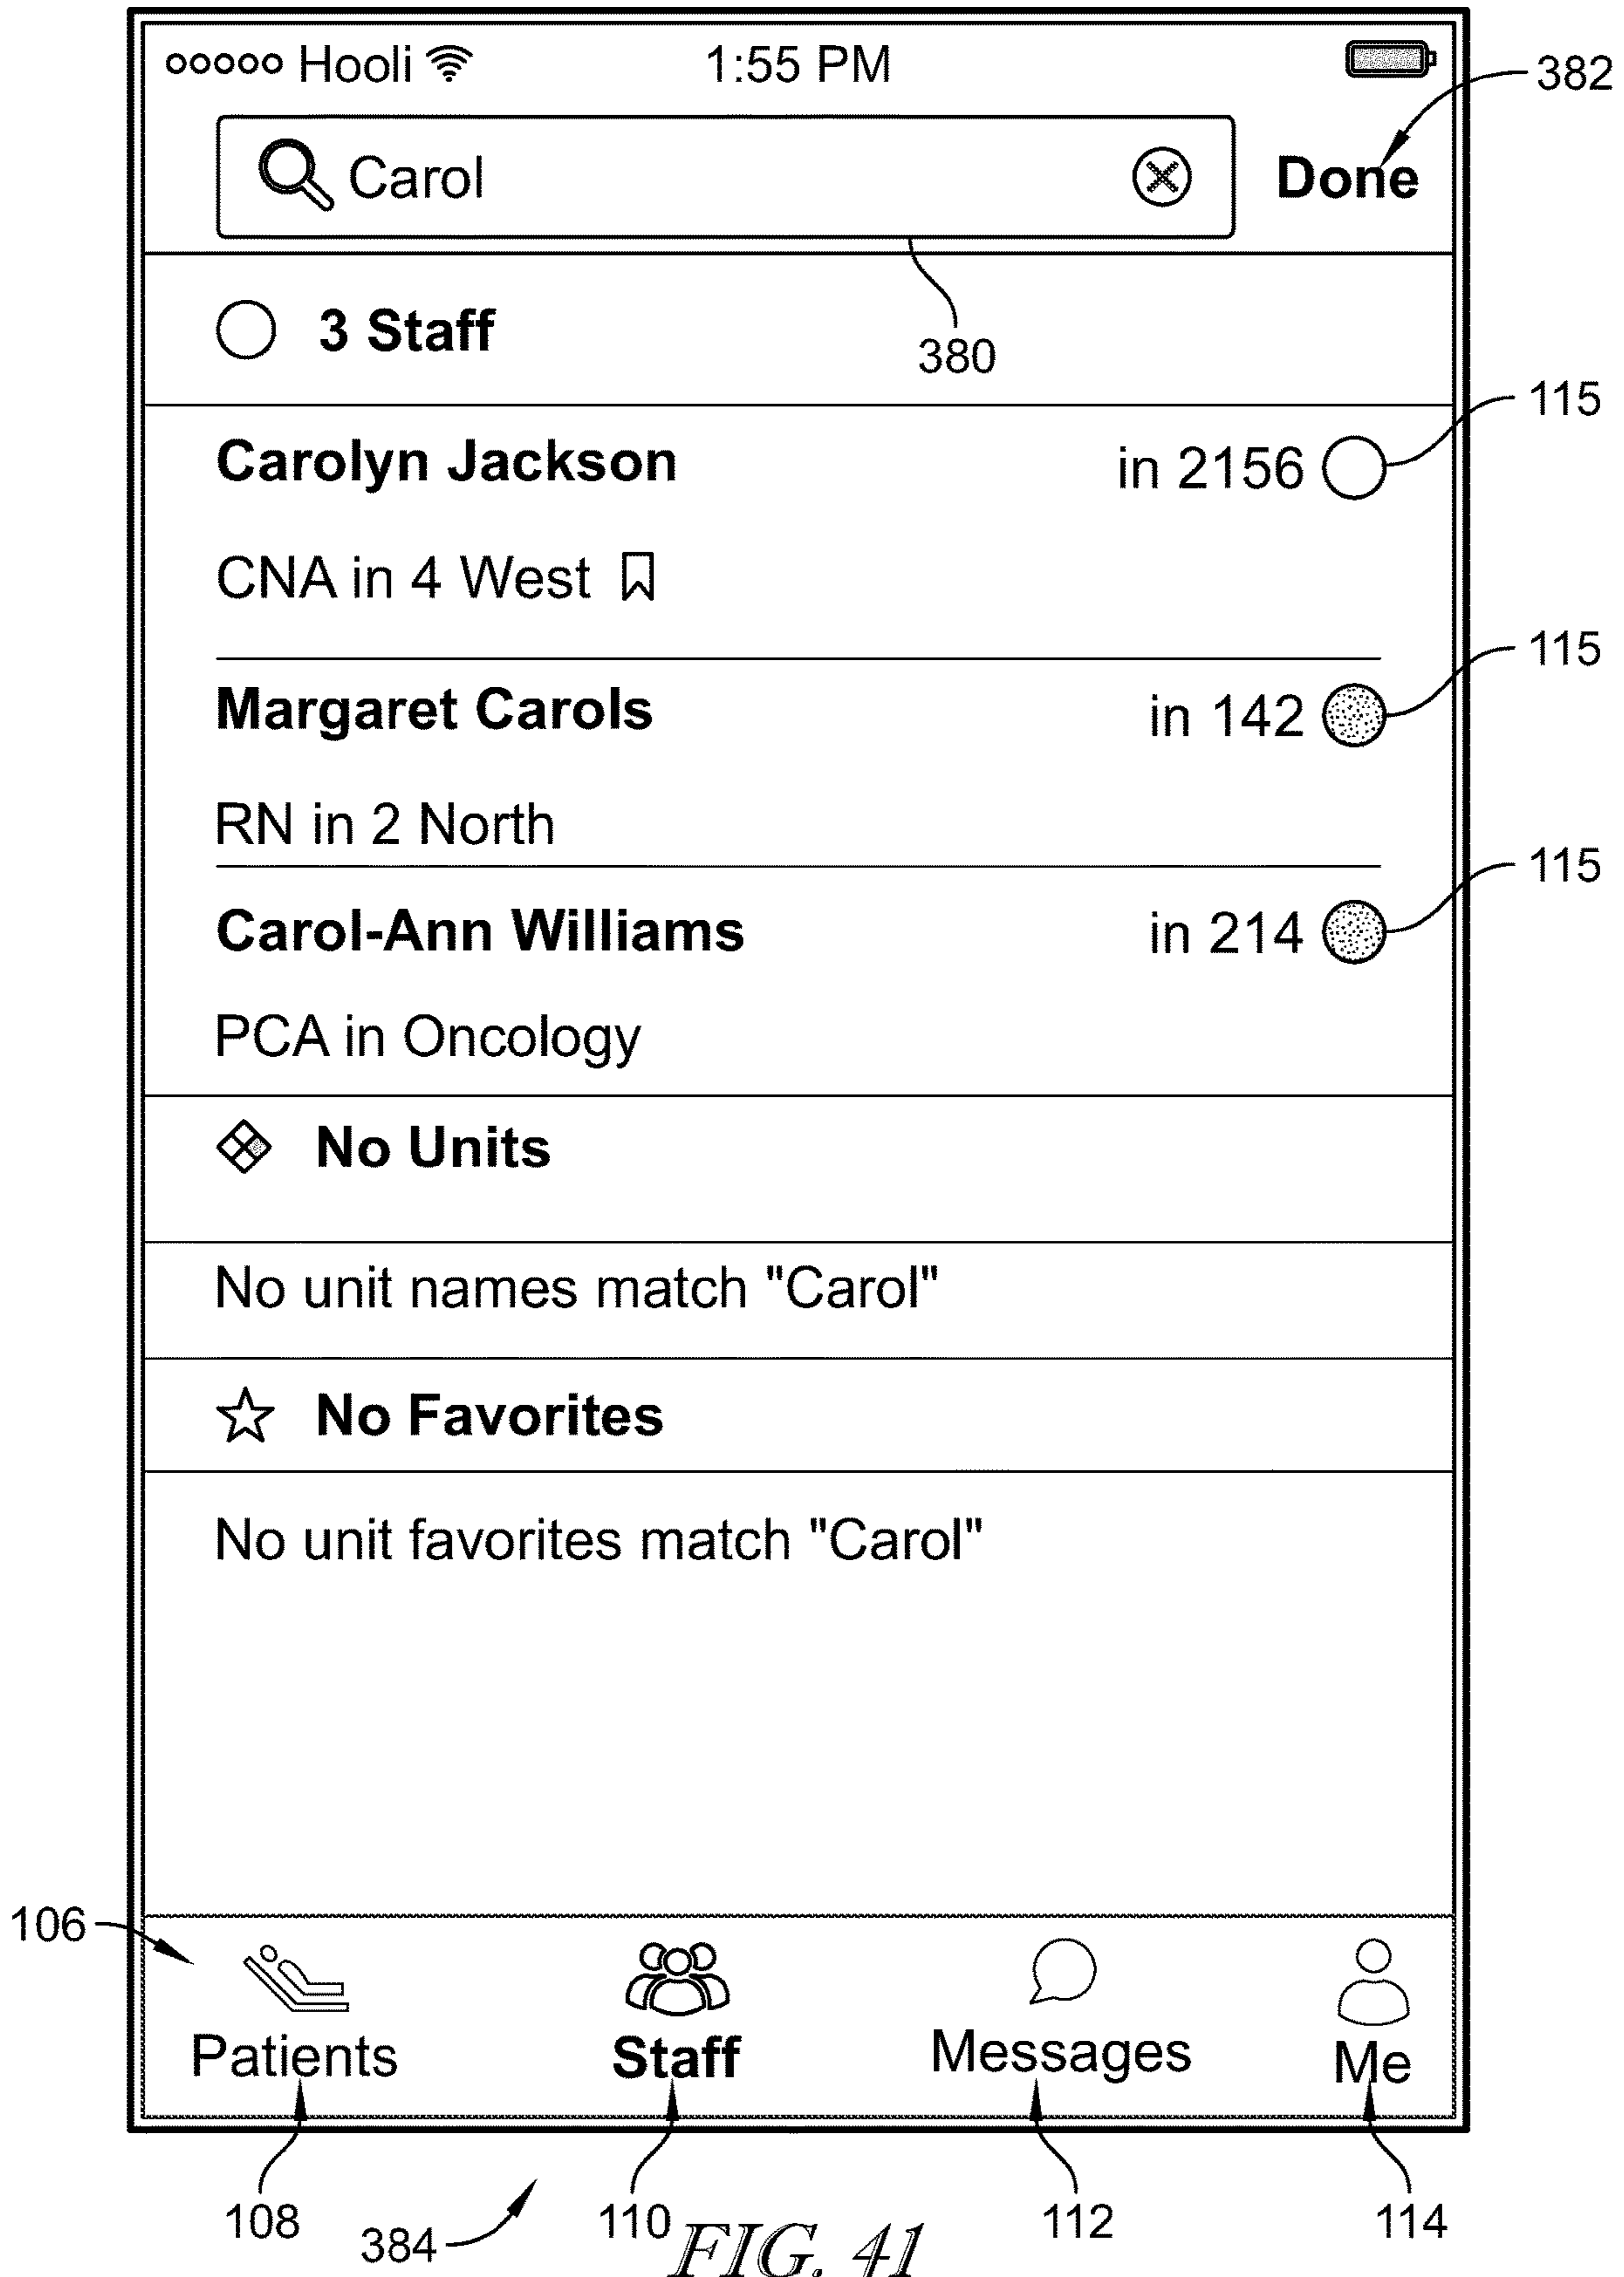 Hooli 1:55 PM
382
Carol Done
3 Staff
380
115
Carolyn Jackson in 2156
CNA in 4 West
115
Margaret Carols in 142
RN in 2 North
115
Carol-Ann Williams in 214
PCA in Oncology
No Units
No unit names match "Carol"
No Favorites
No unit favorites match "Carol"
106
Patients Staff Messages Me
108 110 112 114
384
FIG. 41